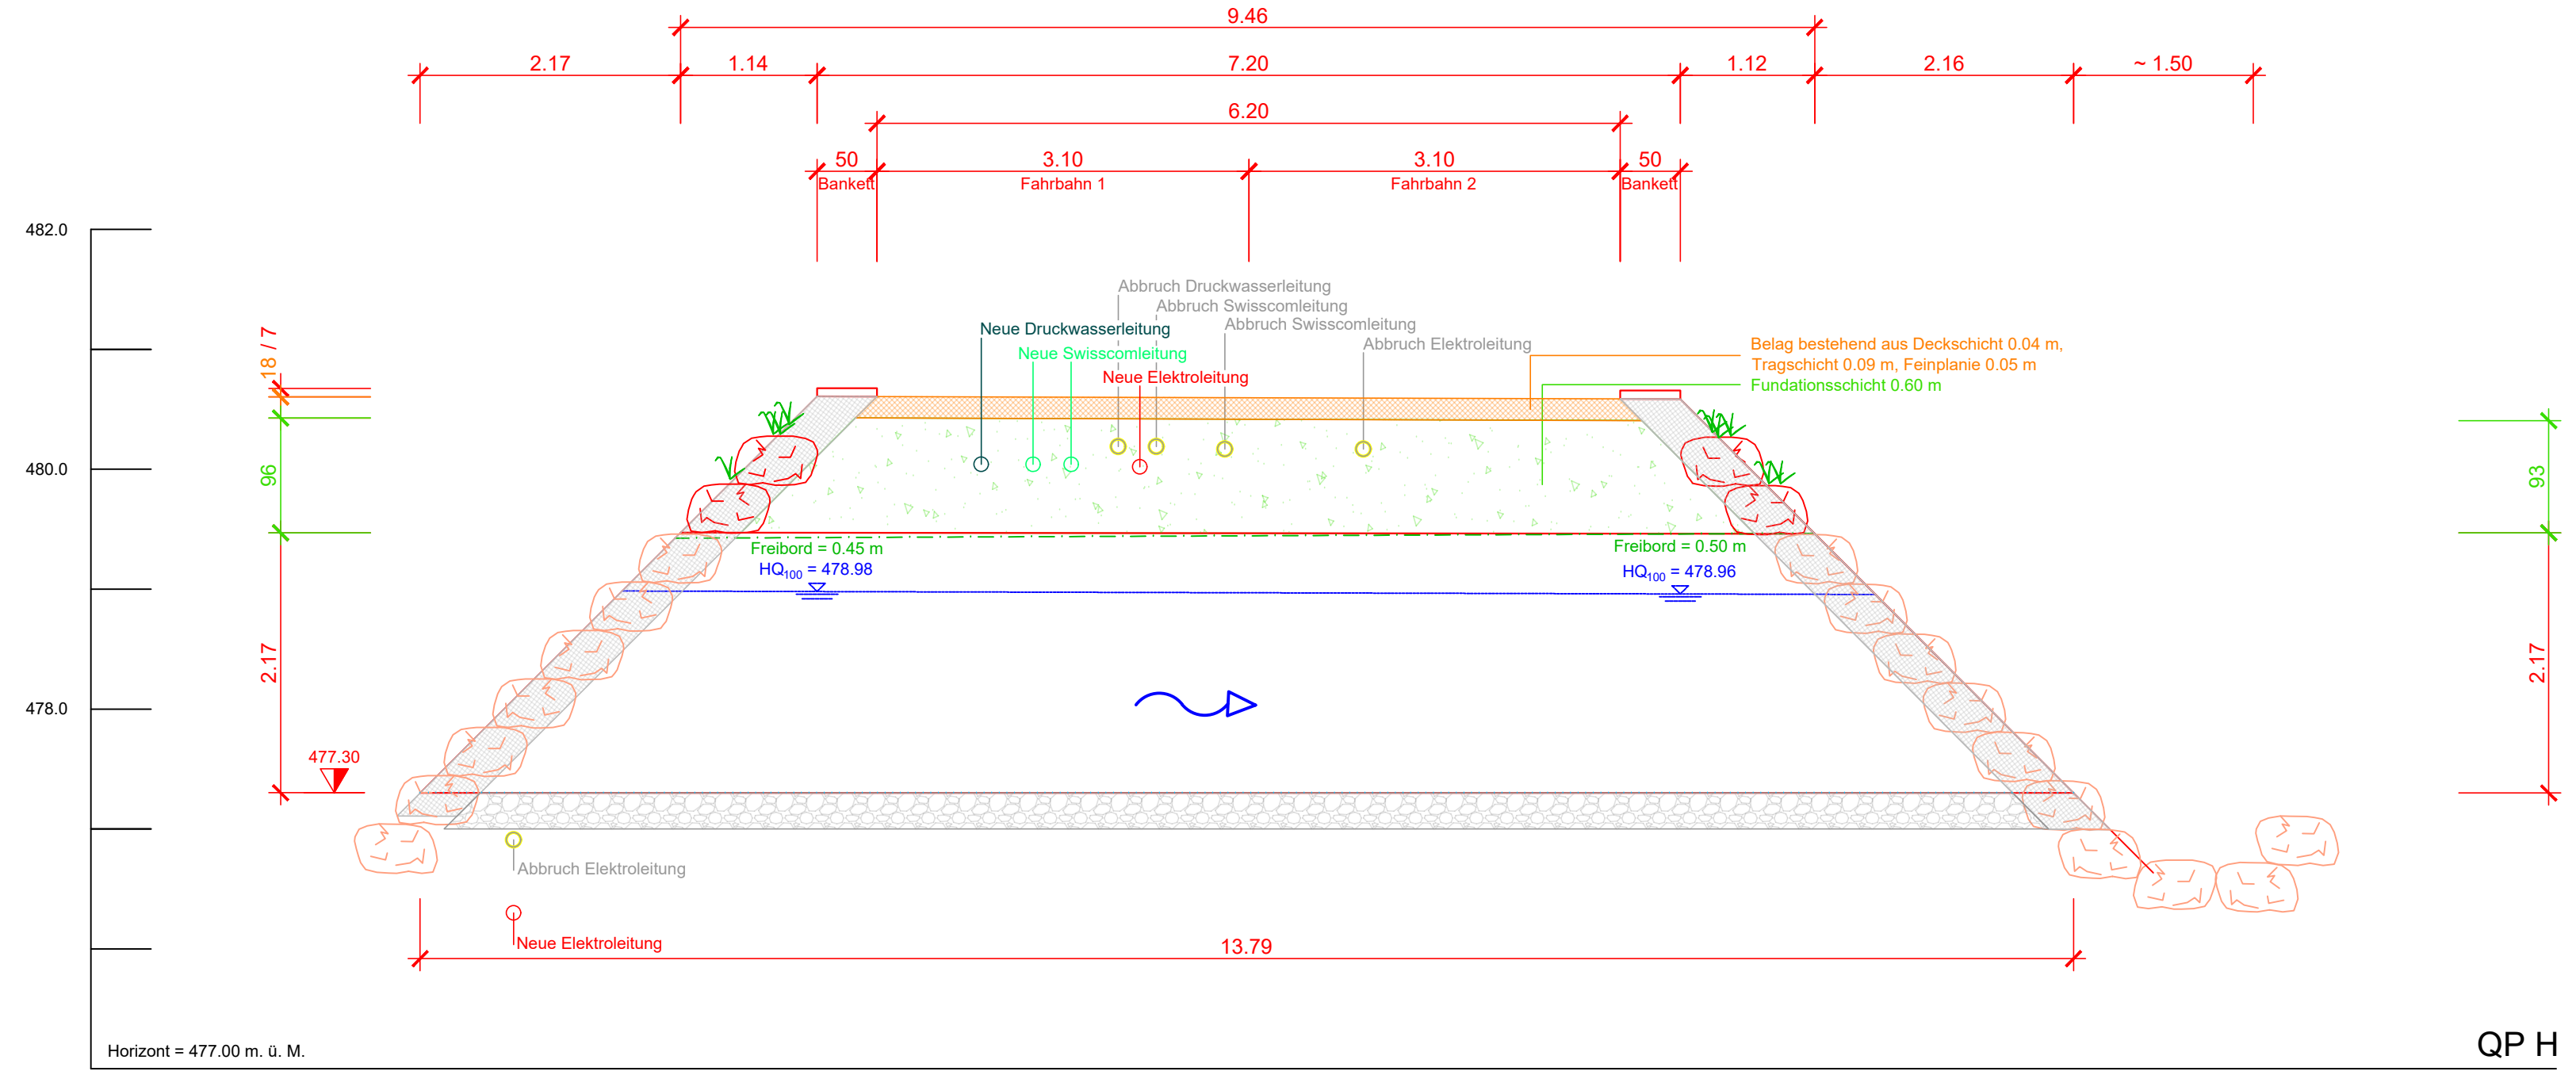 9.46
2.17
1.14
7.20
1.12
2.16
~ 1.50
6.20
50
3.10
3.10
50
Bankett
Fahrbahn 1
Fahrbahn 2
Bankett
482.0
Abbruch Druckwasserleitung
Abbruch Swisscomleitung
Abbruch Swisscomleitung
Neue Druckwasserleitung
Abbruch Elektroleitung
Neue Swisscomleitung
Neue Elektroleitung
Belag bestehend aus Deckschicht 0.04 m,
Tragschicht 0.09 m, Feinplanie 0.05 m
Fundationsschicht 0.60 m
18 / 7
480.0
96
93
Freibord = 0.45 m
Freibord = 0.50 m
HQ100 = 478.98
HQ100 = 478.96
2.17
2.17
478.0
477.30
Abbruch Elektroleitung
Neue Elektroleitung
13.79
Horizont = 477.00 m. ü. M.
QP H